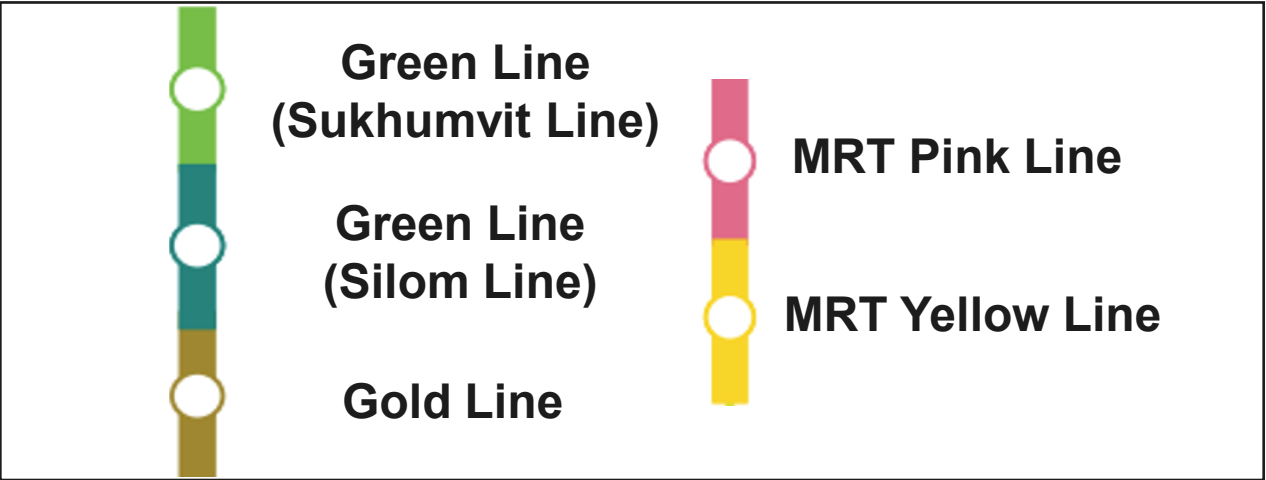 Green Line
(Sukhumvit Line)
Green Line
(Silom Line)
Gold Line
MRT Pink Line
MRT Yellow Line